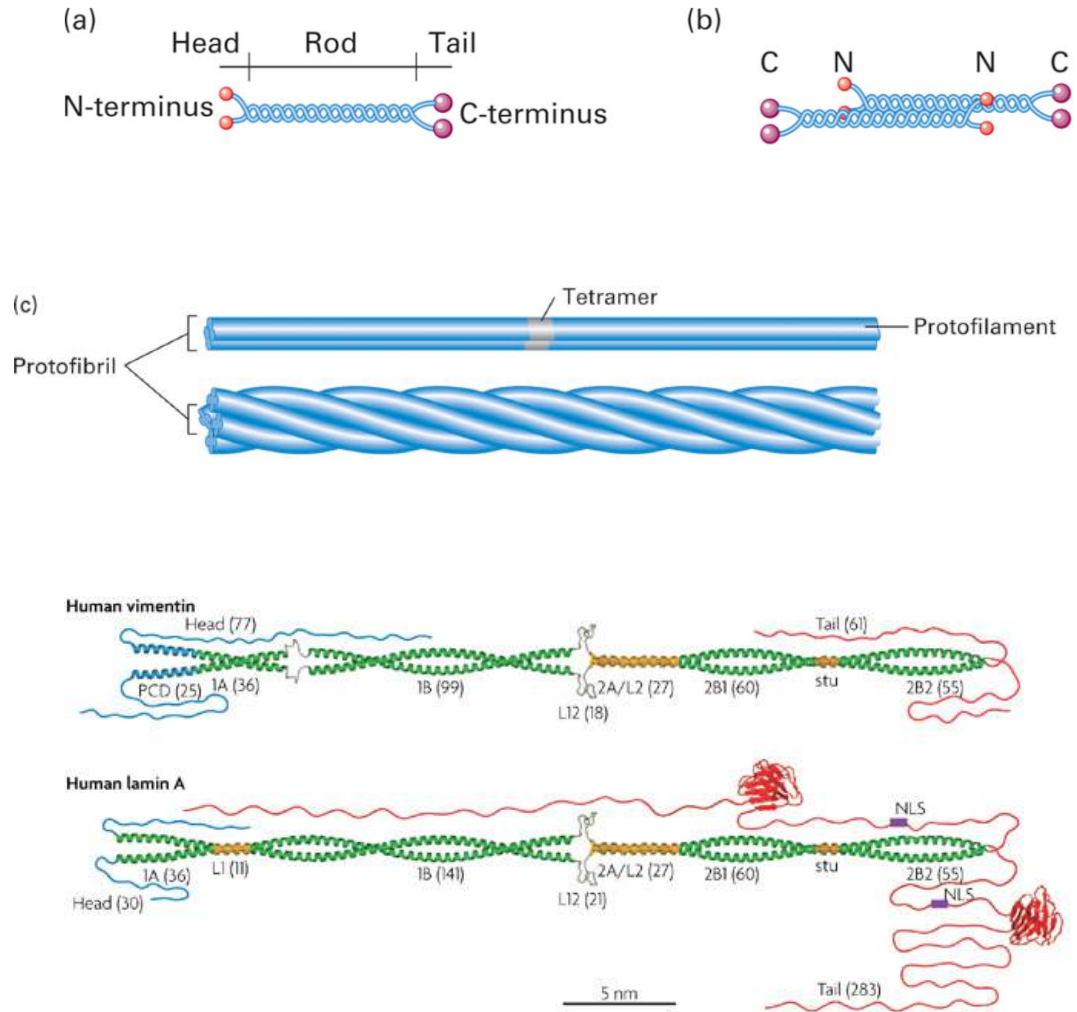 (a)
Head Rod Tail
N-terminus
C-terminus
(b)
C N N C
(c)
Tetramer
Protofilament
Protofibril
Human vimentin
Head (77)
Tail (61)
PCD (25)
1A (36)
1B (99)
L12 (18)
2A/L2 (27)
2B1 (60)
stu
2B2 (55)
Human lamin A
NLS
1A (36)
L1 (11)
1B (141)
L12 (21)
2A/L2 (27)
2B1 (60)
stu
2B2 (55)
Head (30)
NLS
5 nm
Tail (283)